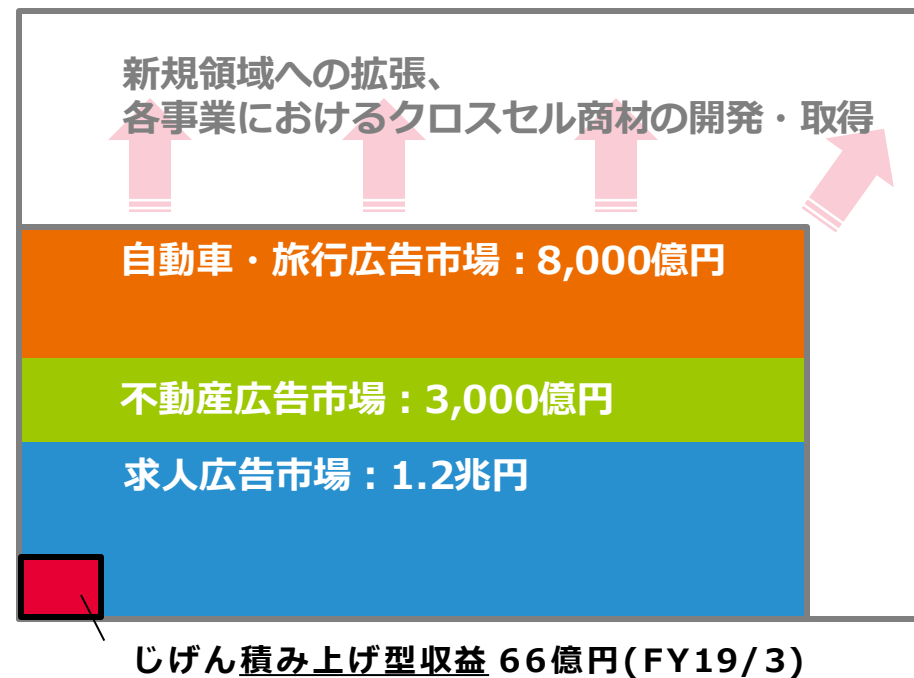 新規領域への拡張、
各事業におけるクロスセル商材の開発・取得
自動車・旅行広告市場：8,000億円
不動産広告市場：3,000億円
求人広告市場：1.2兆円
じげん積み上げ型収益 66億円(FY19/3)